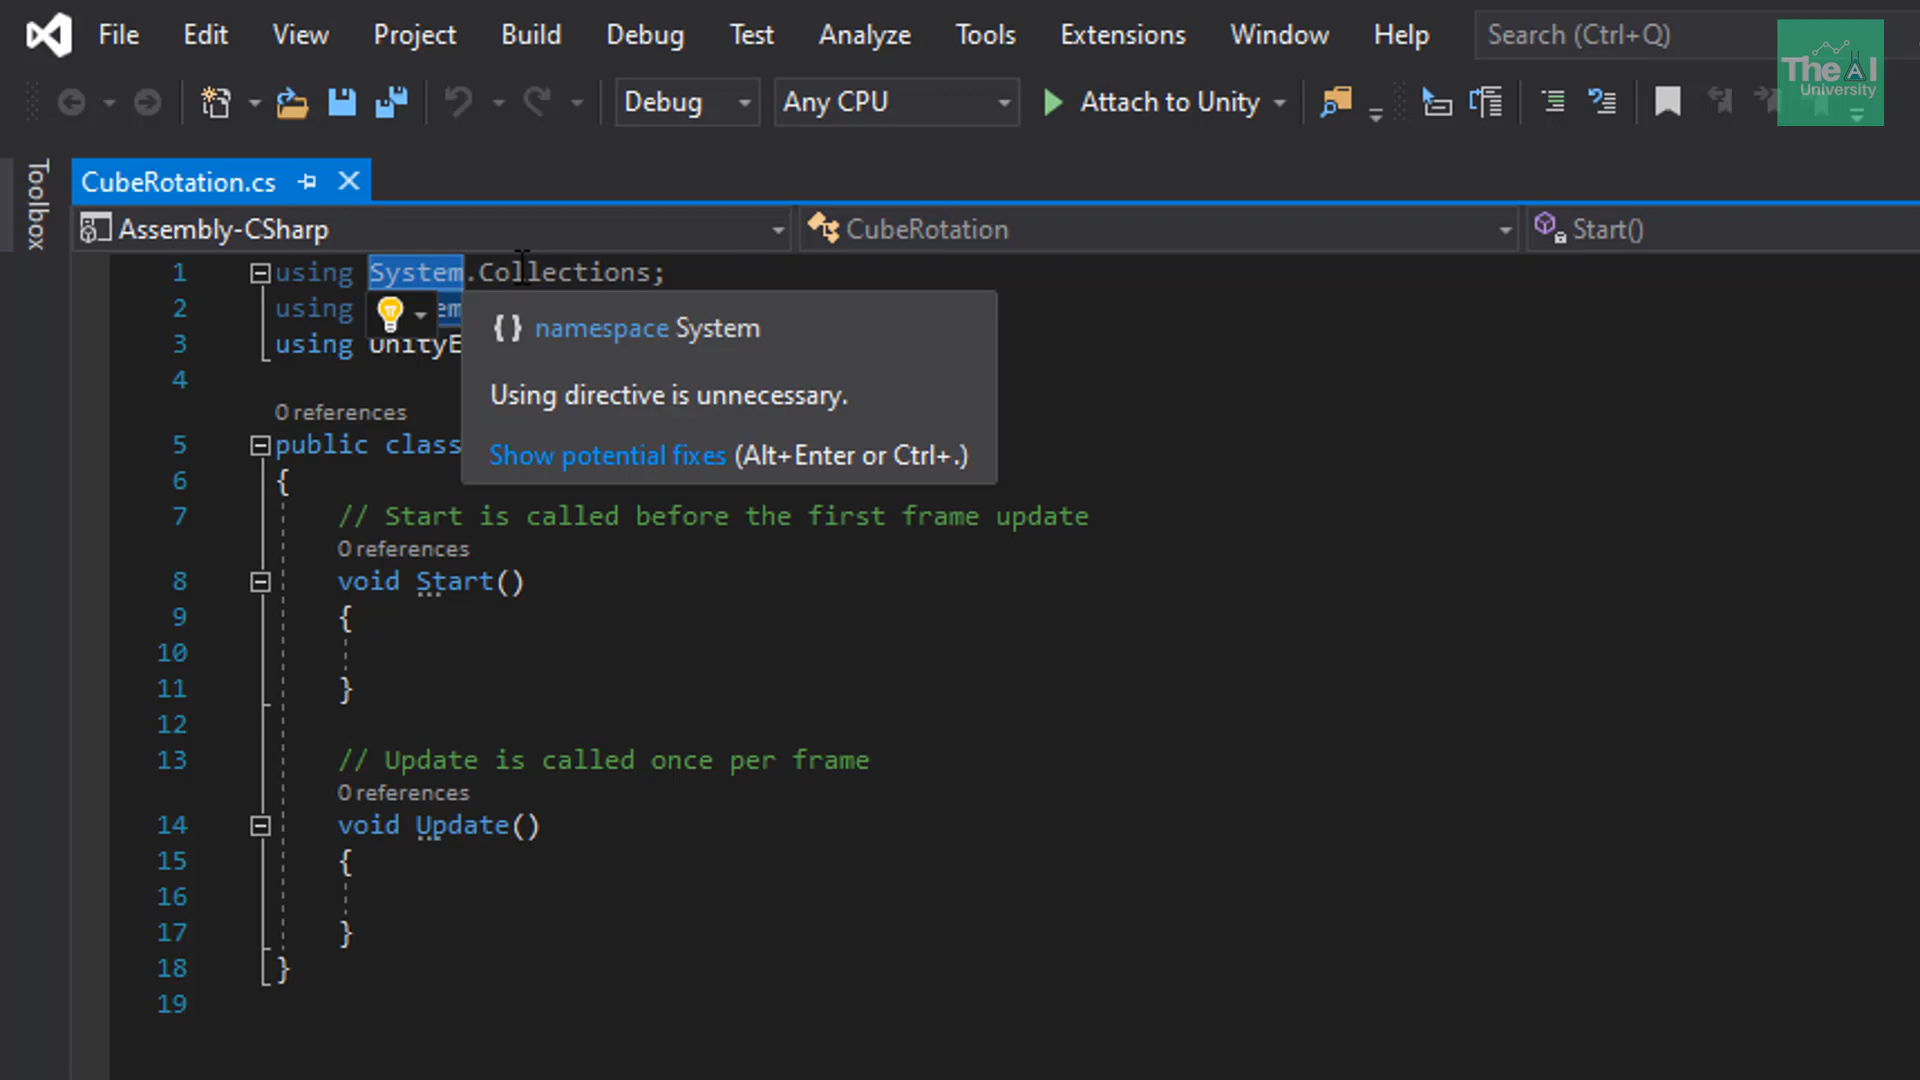 File Edit View Project Build Debug Test Analyze Tools Extensions Window Help Search (Ctrl+Q)
The AI
University
Debug Any CPU Attach to Unity
Toolbox
CubeRotation.cs
Assembly-CSharp CubeRotation Start()
1 using System.Collections;
2 using em
3 using UnityE
{} namespace System
Using directive is unnecessary.
Show potential fixes (Alt+Enter or Ctrl+.)
4
0 references
5 public class
6 {
7 // Start is called before the first frame update
0 references
8 void Start()
9 {
10
11 }
12
13 // Update is called once per frame
0 references
14 void Update()
15 {
16
17 }
18 }
19